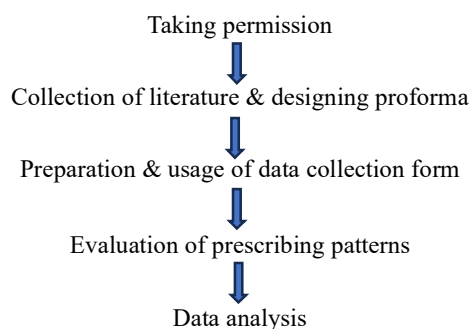 Taking permission
Collection of literature & designing proforma
Preparation & usage of data collection form
Evaluation of prescribing patterns
Data analysis